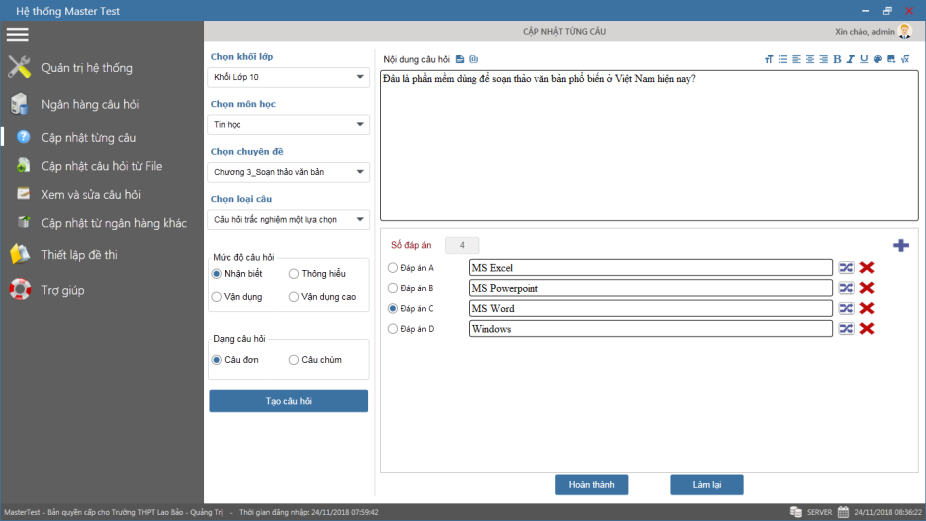 Hệ thống Master Test
CẬP NHẬT TỪNG CÂU
Xin chào, admin
Quản trị hệ thống
Ngân hàng câu hỏi
Cập nhật từng câu
Cập nhật câu hỏi từ File
Xem và sửa câu hỏi
Cập nhật từ ngân hàng khác
Thiết lập đề thi
Trợ giúp
Chọn khối lớp
Khối Lớp 10
Chọn môn học
Tin học
Chọn chuyên đề
Chương 3_Soạn thảo văn bản
Chọn loại câu
Câu hỏi trắc nghiệm một lựa chọn
Mức độ câu hỏi
Nhận biết Thông hiểu
Vận dụng Vận dụng cao
Dạng câu hỏi
Câu đơn Câu chùm
Tạo câu hỏi
Nội dung câu hỏi
Đâu là phần mềm dùng để soạn thảo văn bản phổ biến ở Việt Nam hiện nay?
Số đáp án 4
Đáp án A MS Excel
Đáp án B MS Powerpoint
Đáp án C MS Word
Đáp án D Windows
Hoàn thành Làm lại
MasterTest - Bản quyền cấp cho Trường THPT Lao Bảo - Quảng Trị - Thời gian đăng nhập: 24/11/2018 07:59:42
SERVER 24/11/2018 08:36:22